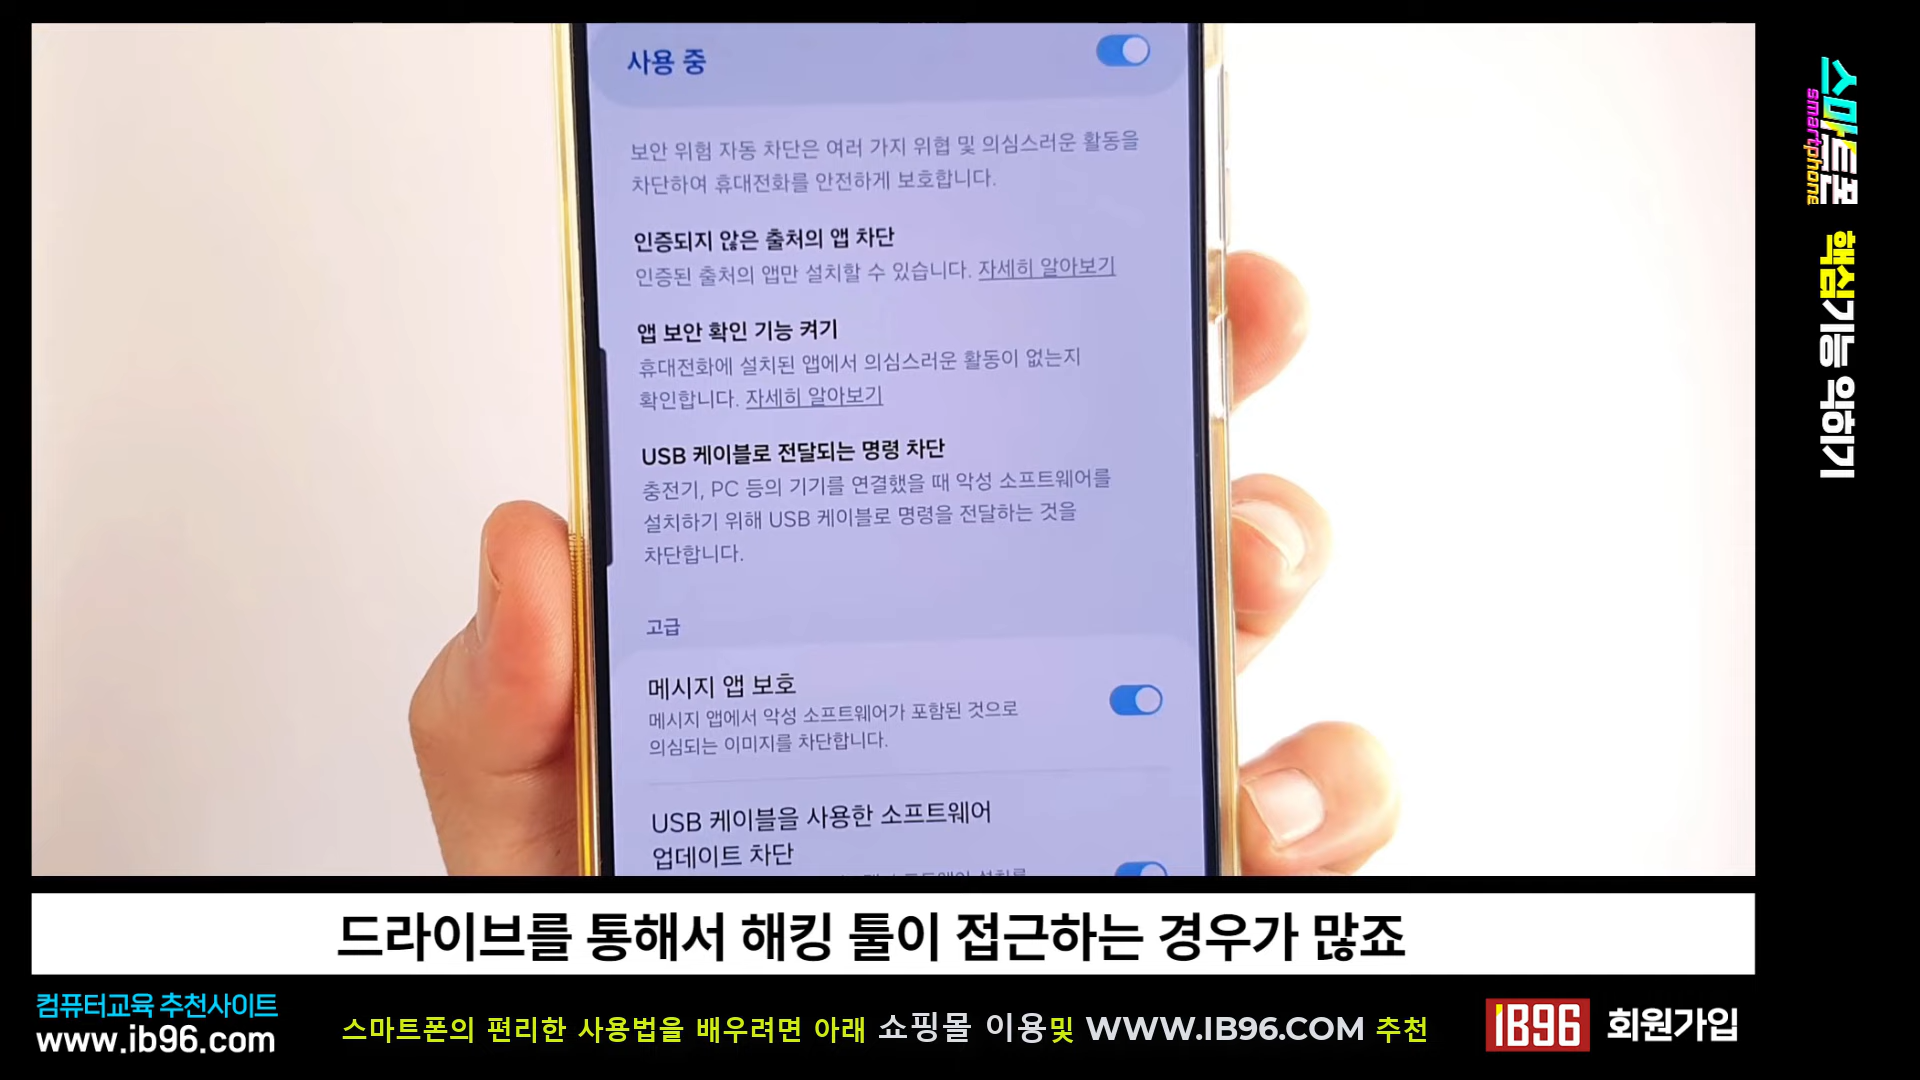 사용 중
보안 위험 자동 차단은 여러 가지 위협 및 의심스러운 활동을
차단하여 휴대전화를 안전하게 보호합니다.
인증되지 않은 출처의 앱 차단
인증된 출처의 앱만 설치할 수 있습니다. 자세히 알아보기
앱 보안 확인 기능 켜기
휴대전화에 설치된 앱에서 의심스러운 활동이 없는지
확인합니다. 자세히 알아보기
USB 케이블로 전달되는 명령 차단
충전기, PC 등의 기기를 연결했을 때 악성 소프트웨어를
설치하기 위해 USB 케이블로 명령을 전달하는 것을
차단합니다.
고급
메시지 앱 보호
메시지 앱에서 악성 소프트웨어가 포함된 것으로
의심되는 이미지를 차단합니다.
USB 케이블을 사용한 소프트웨어
업데이트 차단
스마트폰 핵심기능 익히기
smartphone
드라이브를 통해서 해킹 툴이 접근하는 경우가 많죠
컴퓨터교육 추천사이트
www.ib96.com
스마트폰의 편리한 사용법을 배우려면 아래 쇼핑몰 이용및 WWW.IB96.COM 추천
IB96 회원가입